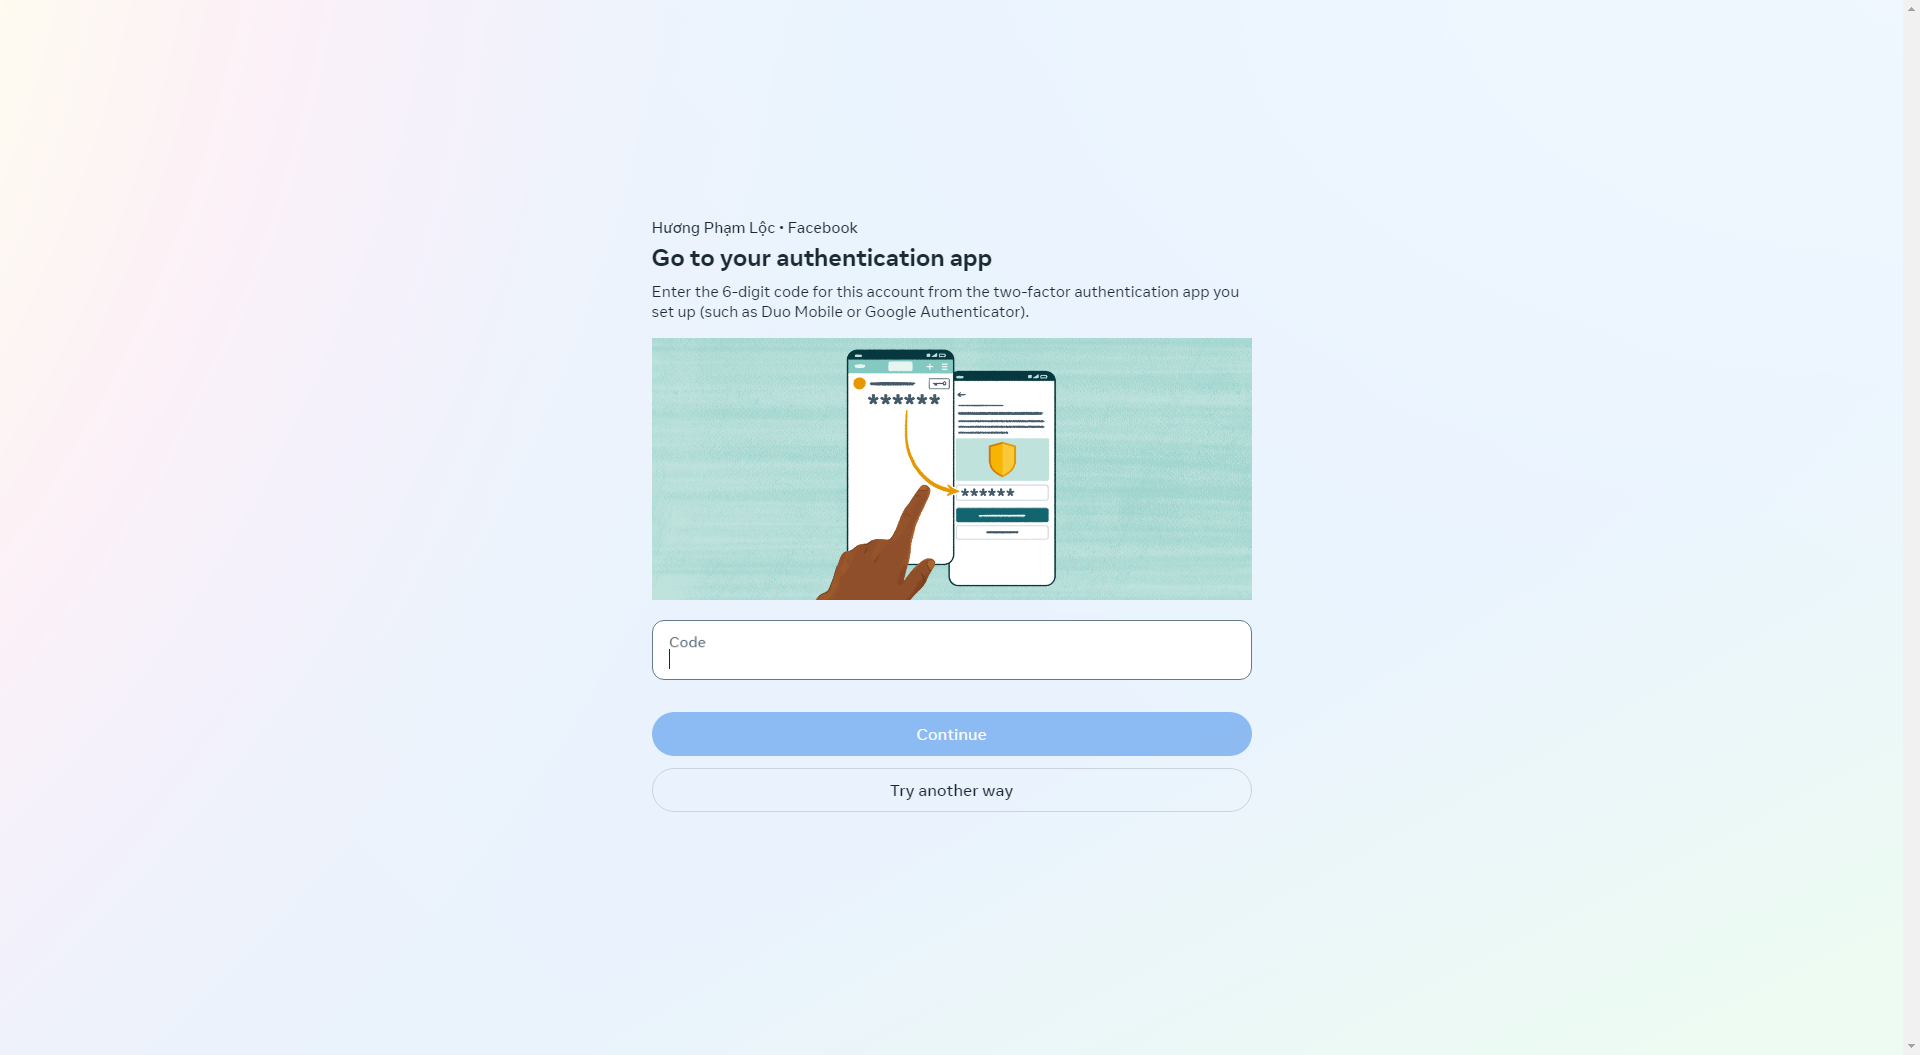 Hương Phạm Lộc • Facebook
Go to your authentication app
Enter the 6-digit code for this account from the two-factor authentication app you
set up (such as Duo Mobile or Google Authenticator).
******
******
Code
Continue
Try another way